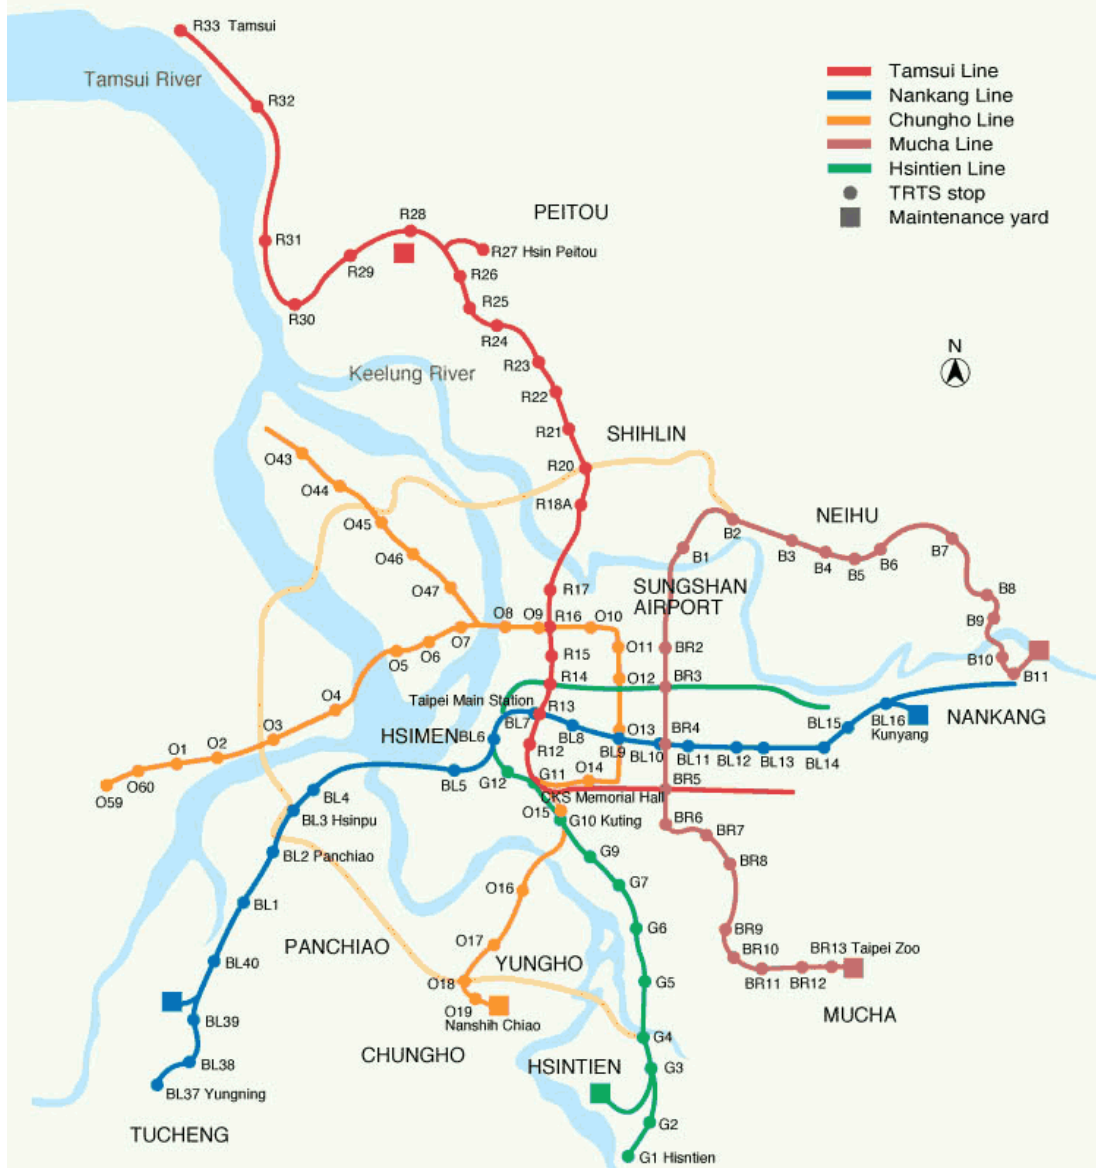 R33 Tamsui
Tamsui River
R32
Tamsui Line
Nankang Line
Chungho Line
Mucha Line
Hsintien Line
TRTS stop
Maintenance yard
R28
PEITOU
R31
R29
R27 Hsin Peitou
R26
R25
R30
R24
N
R23
Keelung River
R22
R21
SHIHLIN
O43
R20
O44
R18A
O45
NEIHU
B2
B7
B1
B3
B4
B5
B6
O46
O47
R17
SUNGSHAN
AIRPORT
B8
B9
O8
O9
R16
O10
O7
O6
O5
R15
O11
BR2
B10
B11
R14
O12
BR3
O4
Taipei Main Station
R13
BL7
BL8
O13
BR4
BL15
BL16
Kunyang
NANKANG
HSIMEN
BL6
O3
R12
BL9
BL10
BL11
BL12
BL13
BL14
O1
O2
O60
O59
BL5
G12
G11
O14
BR5
BL4
CKS Memorial Hall
BL3 Hsinpu
O15
G10 Kuting
BR6
BR7
BL2 Panchiao
G9
BR8
G7
O16
BL1
G6
BR9
PANCHIAO
O17
BR10
BR13 Taipei Zoo
YUNGHO
BL40
O18
G5
BR11
BR12
O19
Nanshih Chiao
MUCHA
BL39
G4
CHUNGHO
HSINTIEN
G3
BL38
BL37 Yungning
G2
TUCHENG
G1 Hisntien